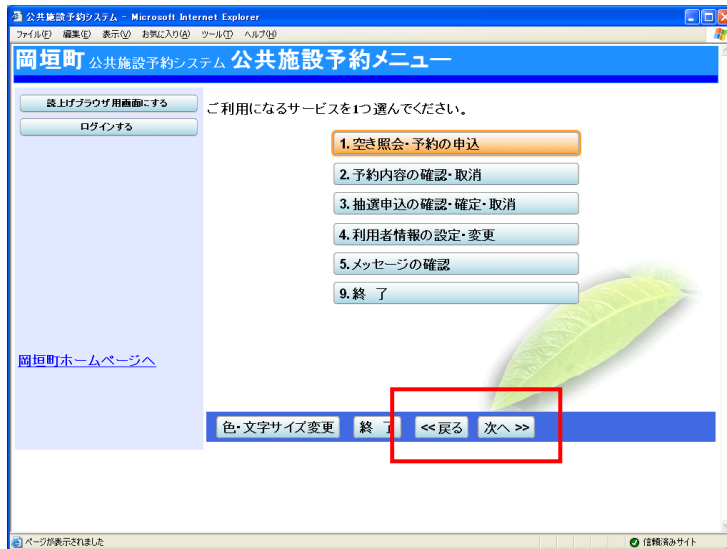 公共施設予約システム - Microsoft Internet Explorer
ファイル(F) 編集(E) 表示(V) お気に入り(A) ツール(T) ヘルプ(H)
岡垣町 公共施設予約システム 公共施設予約メニュー
読上げブラウザ用画面にする
ログインする
ご利用になるサービスを1つ選んでください。
1.空き照会・予約の申込
2.予約内容の確認・取消
3.抽選申込の確認・確定・取消
4.利用者情報の設定・変更
5.メッセージの確認
9.終 了
岡垣町ホームページへ
色・文字サイズ変更 終 了 <<戻る 次へ >>
ページが表示されました 信頼済みサイト